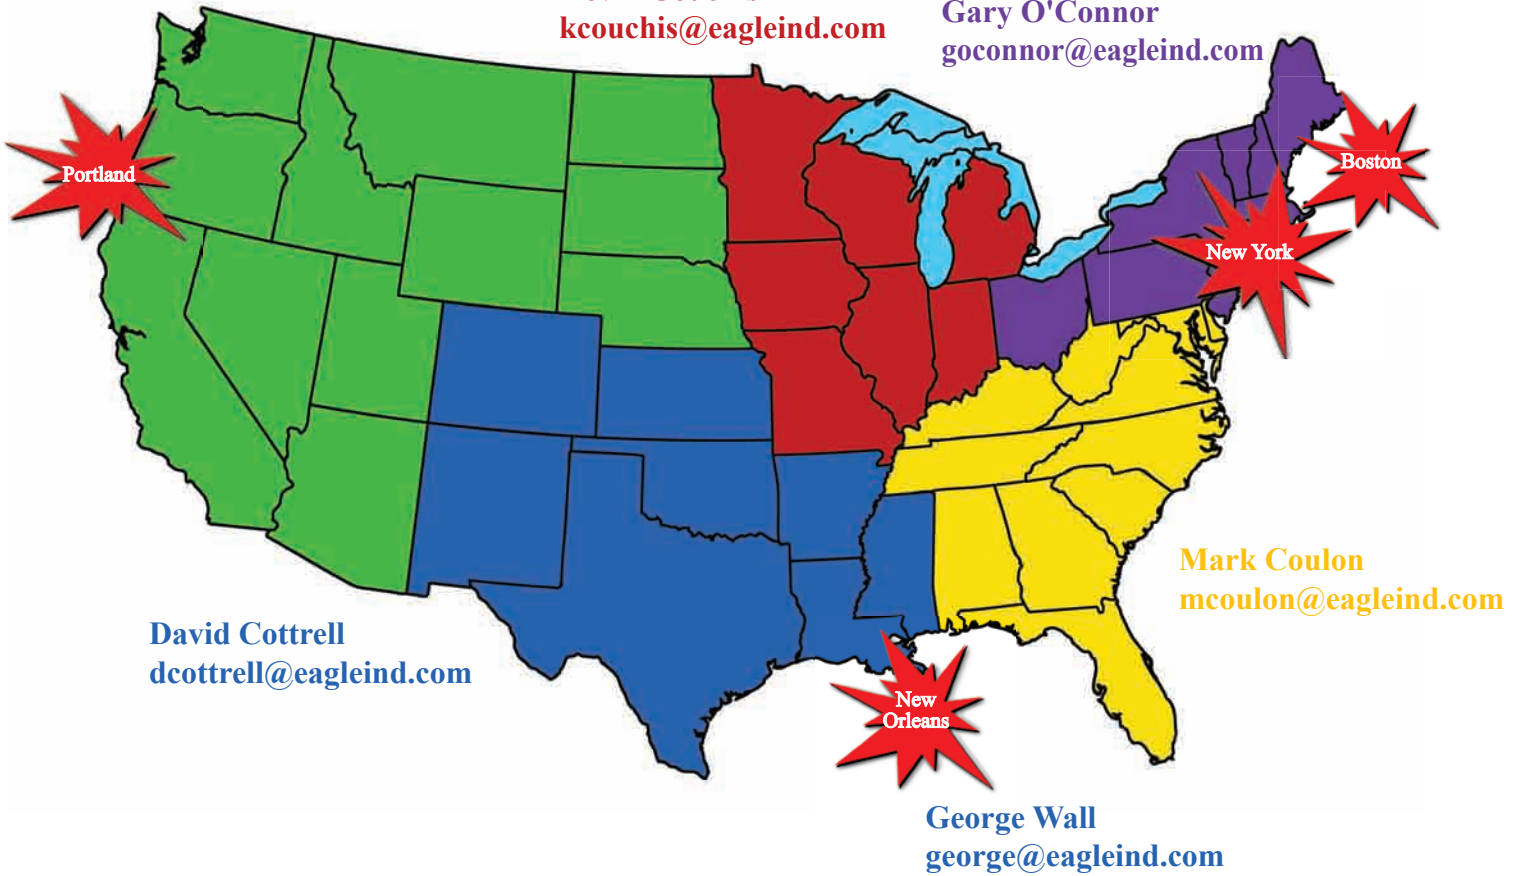 kcouchis@eagleind.com
Gary O'Connor
goconnor@eagleind.com
Portland
Boston
New York
Mark Coulon
mcoulon@eagleind.com
David Cottrell
dcottrell@eagleind.com
New
Orleans
George Wall
george@eagleind.com